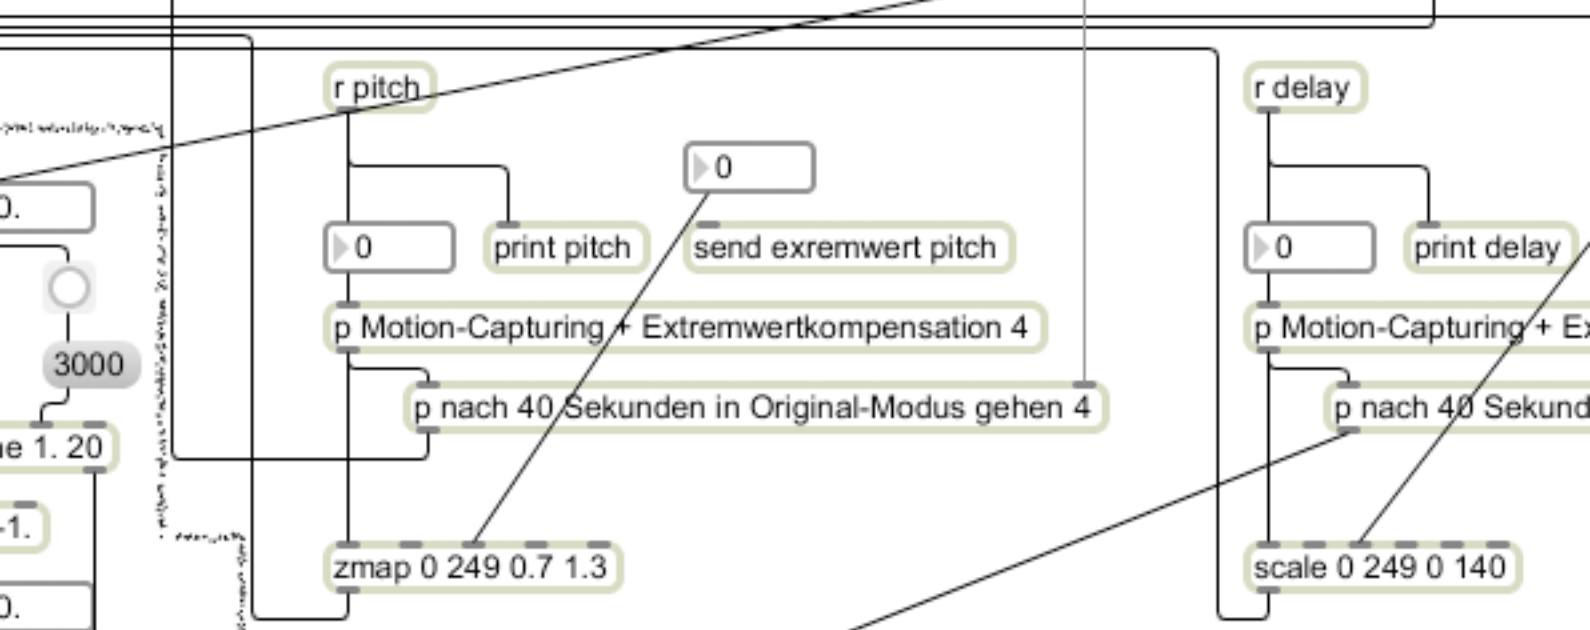 r pitch
r delay
0
0.
0
print pitch
send exremwert pitch
0
print delay
p Motion-Capturing + Extremwertkompensation 4
p Motion-Capturing + Ex
3000
p nach 40 Sekunden in Original-Modus gehen 4
p nach 40 Sekund
e 1. 20
-1.
zmap 0 249 0.7 1.3
scale 0 249 0 140
0.